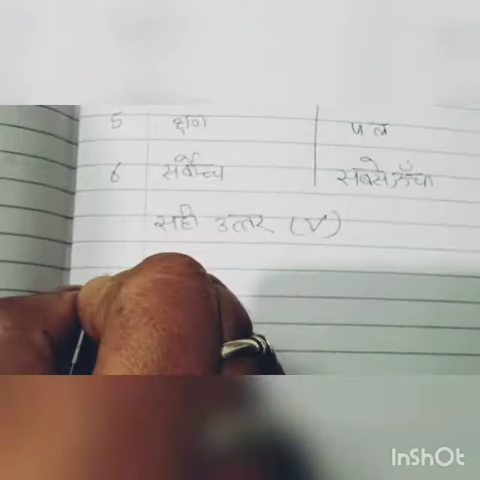 5 क्षण पल
6 सर्वोच्च सबसे ऊँचा
सही उत्तर (✓)
InShOt